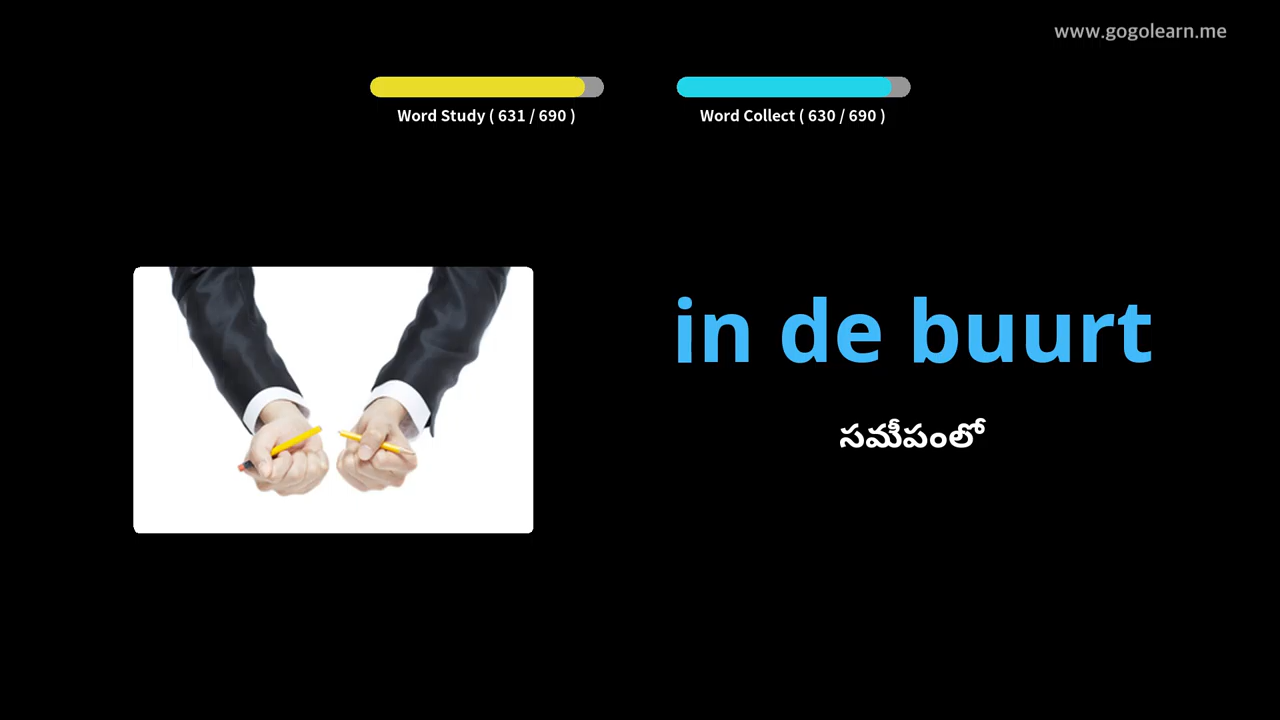 www.gogolearn.me
Word Study ( 631 / 690 )
Word Collect ( 630 / 690 )
in de buurt
సమీపంలో